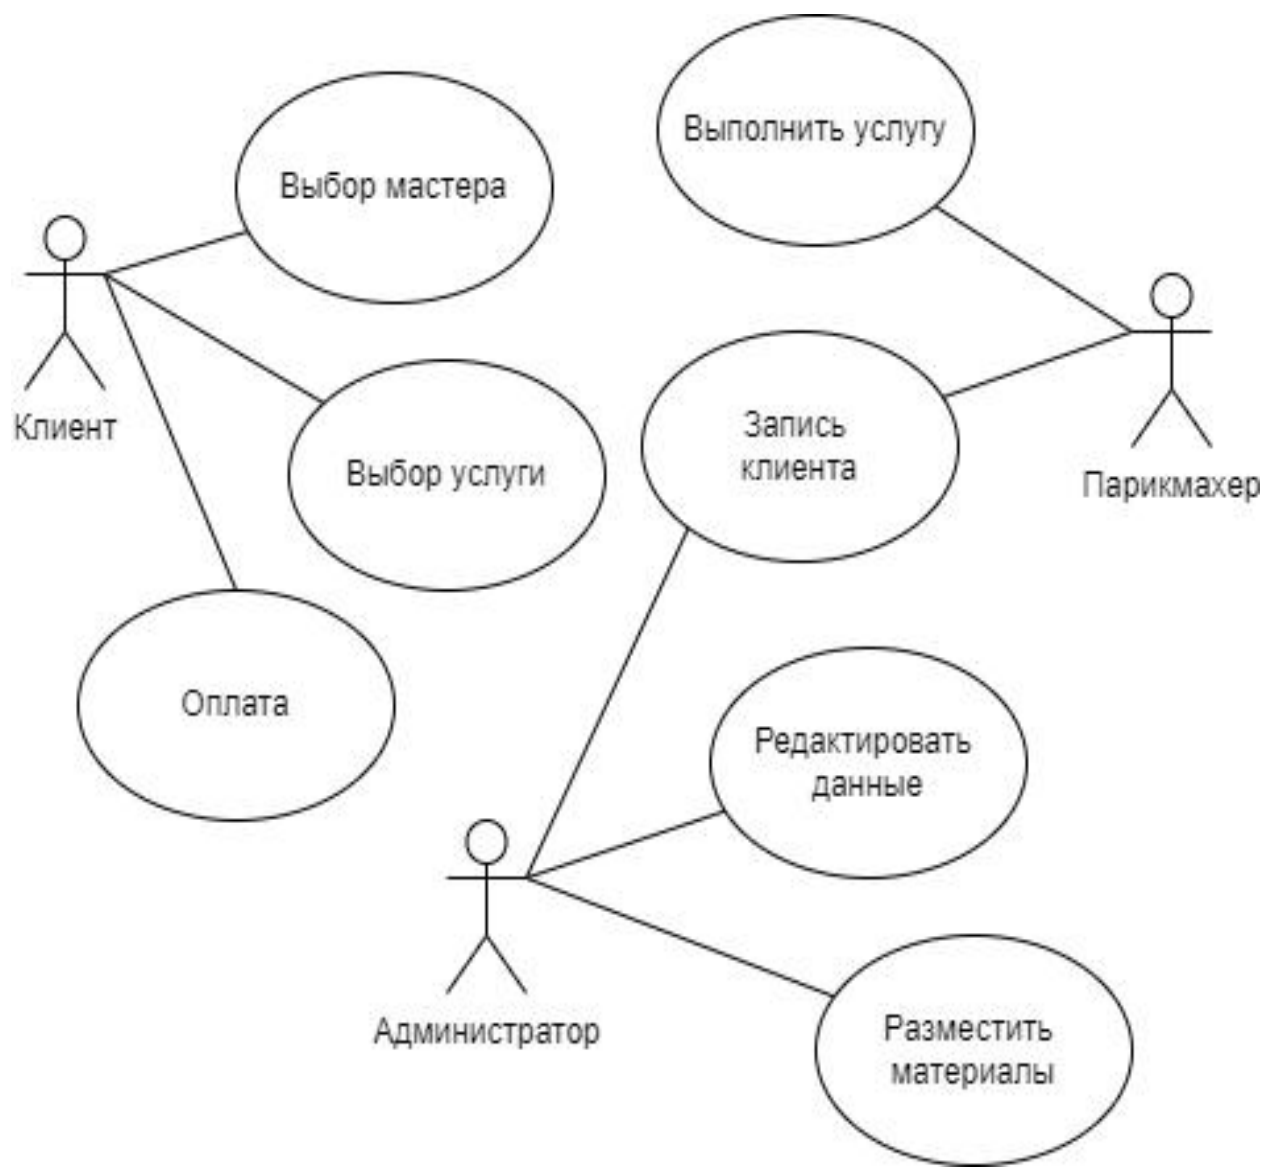 Выполнить услугу
Выбор мастера
Клиент
Запись
клиента
Выбор услуги
Парикмахер
Оплата
Редактировать
данные
Администратор
Разместить
материалы